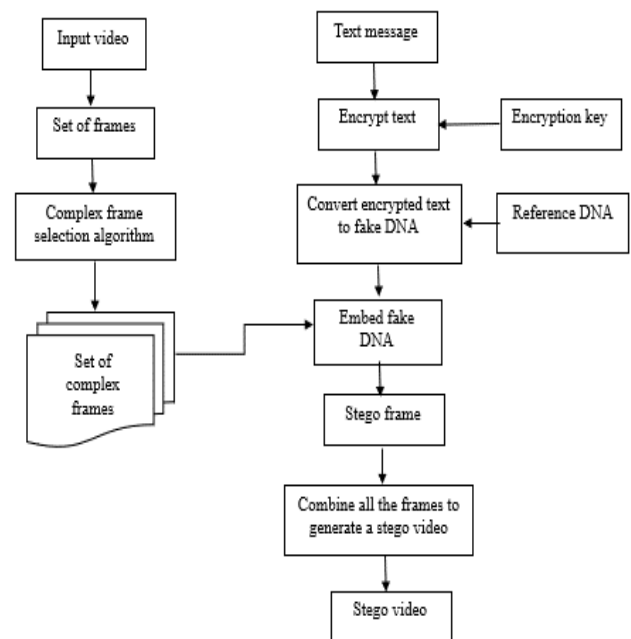 Input video
Set of frames
Complex frame
selection algorithm
Set of
complex
frames
Text message
Encrypt text
Encryption key
Convert encrypted text
to fake DNA
Reference DNA
Embed fake
DNA
Stego frame
Combine all the frames to
generate a stego video
Stego video